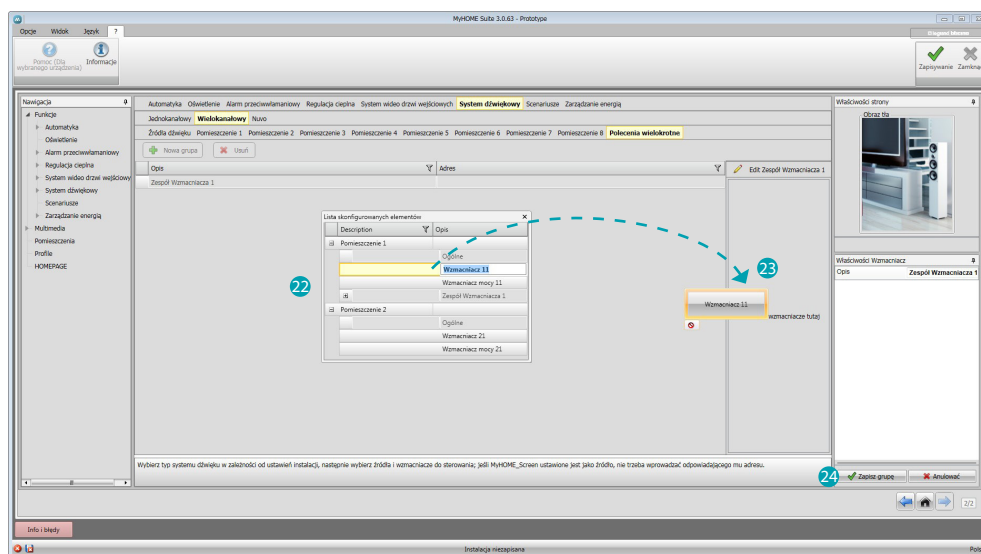 MyHOME Suite 3.0.63 - Prototype
Opcje Widok Język ?
Pomoc (Dla wybranego urządzenia)
Informacje
Zapisywanie Zamknąć
Nawigacja
Funkcje
Automatyka
Oświetlenie
Alarm przeciwwłamaniowy
Regulacja cieplna
System wideo drzwi wejściowy
System dźwiękowy
Scenariusze
Zarządzanie energią
Multimedia
Pomieszczenia
Profile
HOMEPAGE
Automatyka Oświetlenie Alarm przeciwwłamaniowy Regulacja cieplna System wideo drzwi wejściowych System dźwiękowy Scenariusze Zarządzanie energią
Jednokanałowy Wielokanałowy Nuvo
Źródła dźwięku Pomieszczenie 1 Pomieszczenie 2 Pomieszczenie 3 Pomieszczenie 4 Pomieszczenie 5 Pomieszczenie 6 Pomieszczenie 7 Pomieszczenie 8 Polecenia wielokrotne
Nowa grupa Usuń
Opis Adres
Edit Zespół Wzmacniacza 1
Zespół Wzmacniacza 1
Lista skonfigurowanych elementów x
Description Opis
Pomieszczenie 1
Ogólne
Wzmacniacz 11
Wzmacniacz mocy 11
Zespół Wzmacniacza 1
Pomieszczenie 2
Ogólne
Wzmacniacz 21
Wzmacniacz mocy 21
22
23
Wzmacniacz 11
wzmacniacze tutaj
Właściwości strony
Obraz tła
Właściwości Wzmacniacz
Opis Zespół Wzmacniacza 1
Wybierz typ systemu dźwięku w zależności od ustawień instalacji, następnie wybierz źródła i wzmacniacze do sterowania; jeśli MyHOME_Screen ustawione jest jako źródło, nie trzeba wprowadzać odpowiadającego mu adresu.
24
Zapisz grupę Anulować
2/2
Info i błędy
Instalacja niezapisana
Pols